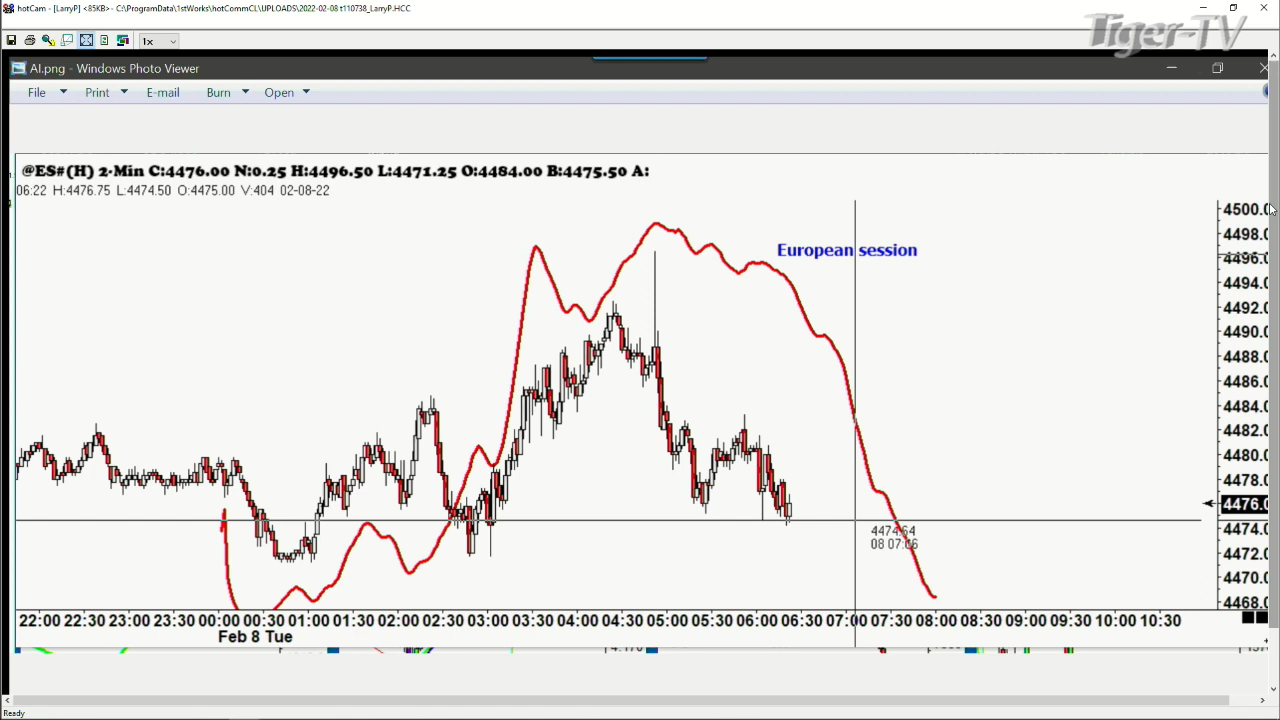 hotCam - [LarryP] <85KB>- C:\ProgramData\1stWorks\hotCommCL\UPLOADS\2022-02-08 t110738_LarryP.HCC
1x
Tiger-TV
AI.png - Windows Photo Viewer
File Print E-mail Burn Open
@ES#(H) 2-Min C:4476.00 N:0.25 H:4496.50 L:4471.25 O:4484.00 B:4475.50 A:
06:22 H:4476.75 L:4474.50 O:4475.00 V:404 02-08-22
European session
4500.0
4498.0
4496.0
4494.0
4492.0
4490.0
4488.0
4486.0
4484.0
4482.0
4480.0
4478.0
4476.0
4474.0
4472.0
4470.0
4468.0
4474.64
08 07:06
22:00 22:30 23:00 23:30 00:00 00:30 01:00 01:30 02:00 02:30 03:00 03:30 04:00 04:30 05:00 05:30 06:00 06:30 07:00 07:30 08:00 08:30 09:00 09:30 10:00 10:30
Feb 8 Tue
Ready